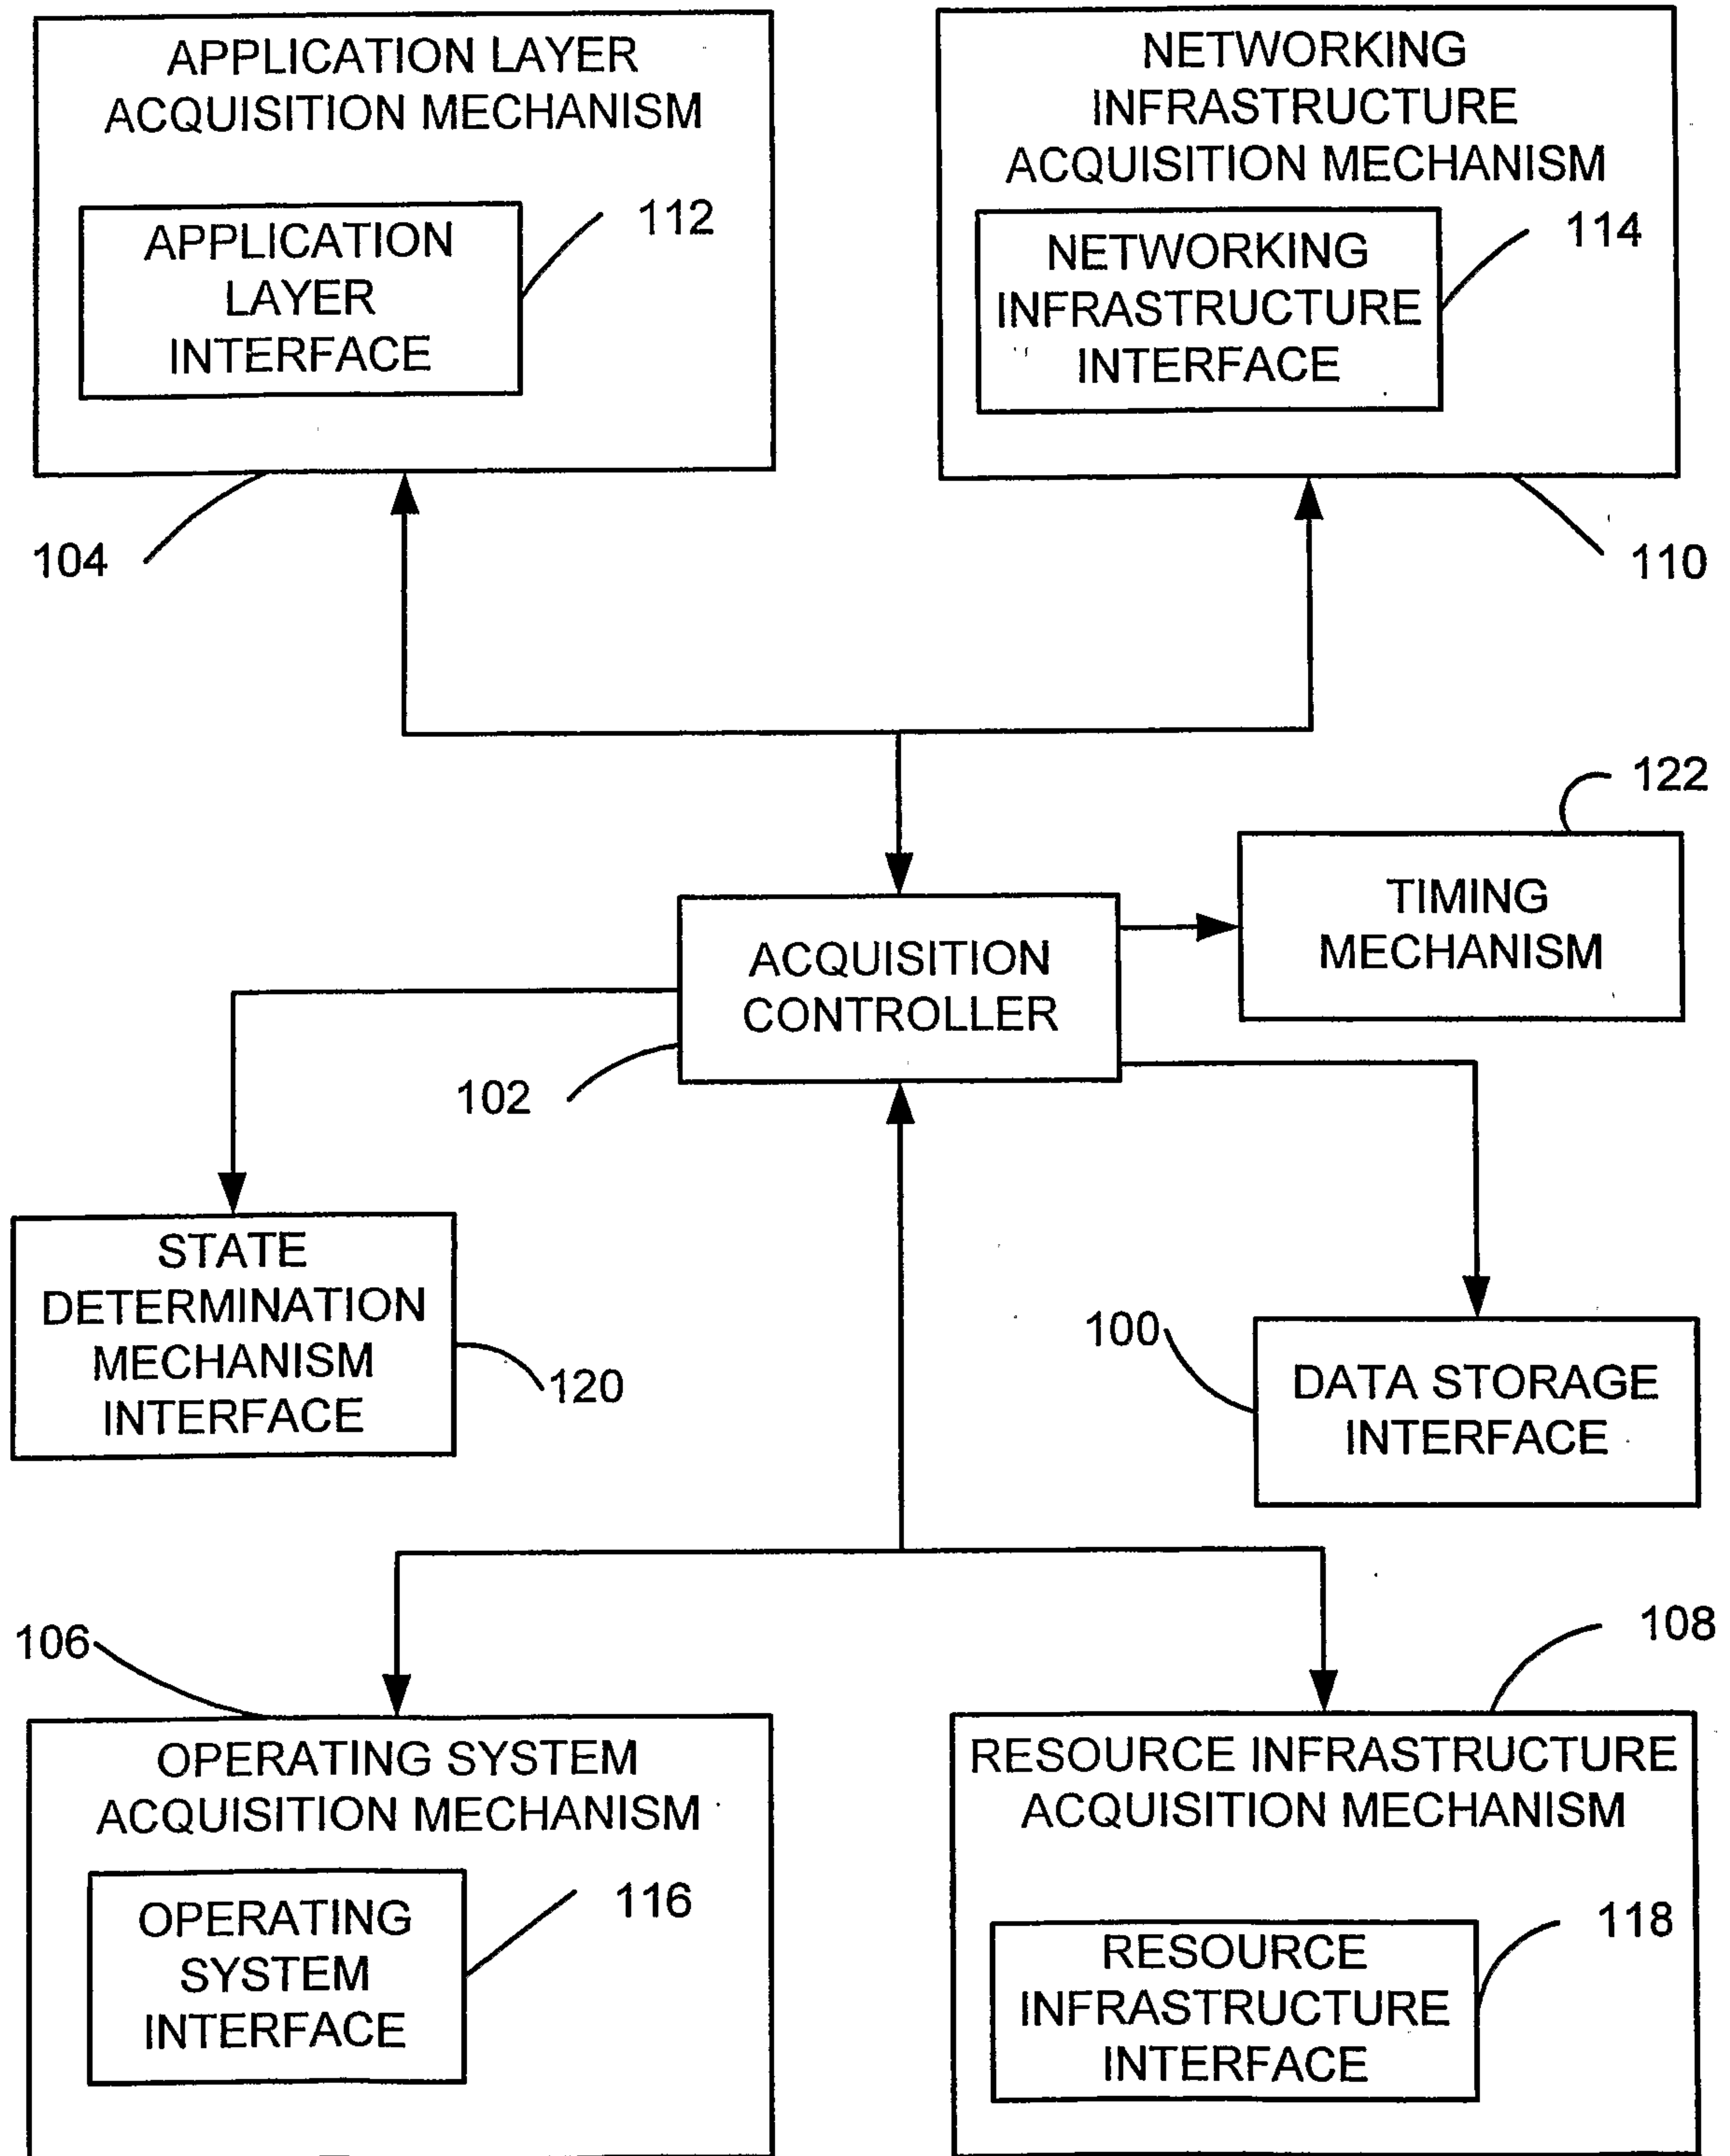 APPLICATION LAYER
ACQUISITION MECHANISM
APPLICATION
LAYER
INTERFACE
112
104
NETWORKING
INFRASTRUCTURE
ACQUISITION MECHANISM
NETWORKING
INFRASTRUCTURE
INTERFACE
114
110
122
TIMING
MECHANISM
ACQUISITION
CONTROLLER
102
STATE
DETERMINATION
MECHANISM
INTERFACE
120
100
DATA STORAGE
INTERFACE
106
OPERATING SYSTEM
ACQUISITION MECHANISM
OPERATING
SYSTEM
INTERFACE
116
108
RESOURCE INFRASTRUCTURE
ACQUISITION MECHANISM
RESOURCE
INFRASTRUCTURE
INTERFACE
118